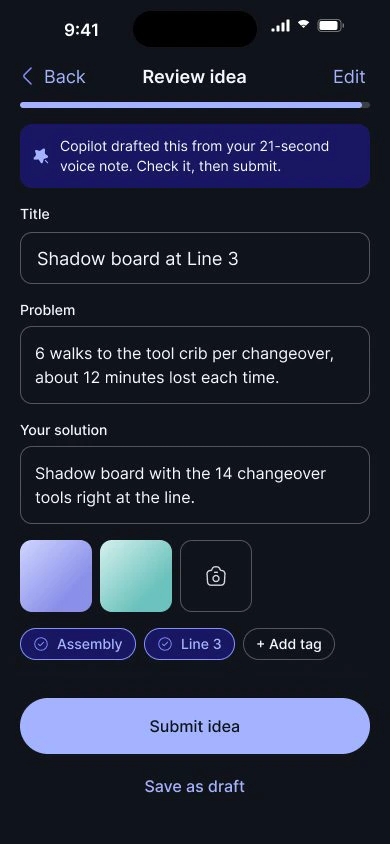 9:41
Back
Review idea
Edit
Copilot drafted this from your 21-second
voice note. Check it, then submit.
Title
Shadow board at Line 3
Problem
6 walks to the tool crib per changeover,
about 12 minutes lost each time.
Your solution
Shadow board with the 14 changeover
tools right at the line.
Assembly
Line 3
+ Add tag
Submit idea
Save as draft